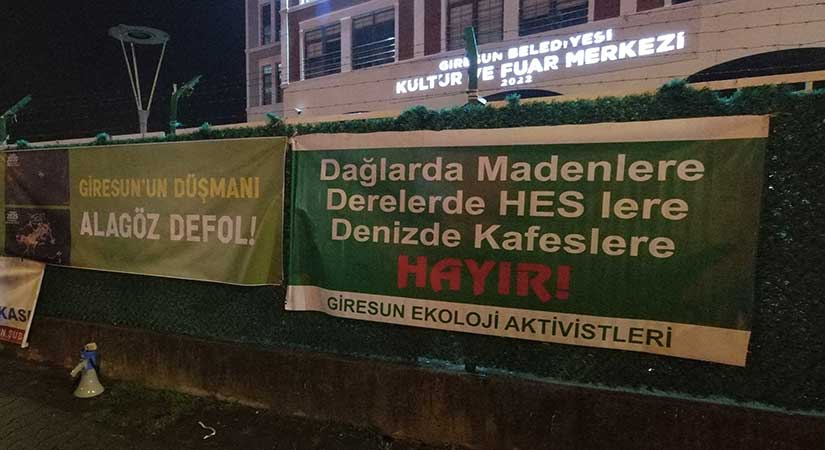 GİRESUN BELEDİYESİ
KÜLTÜR VE FUAR MERKEZİ
2022
GİRESUN'UN DÜŞMANI
ALAGÖZ DEFOL!
Dağlarda Madenlere
Derelerde HES lere
Denizde Kafeslere
HAYIR!
GİRESUN EKOLOJİ AKTİVİSTLERİ
KASI